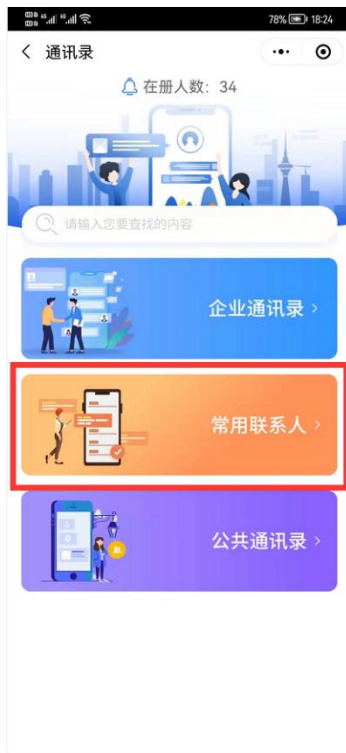 78% 18:24
通讯录
在册人数：34
请输入您要查找的内容
企业通讯录
常用联系人
公共通讯录